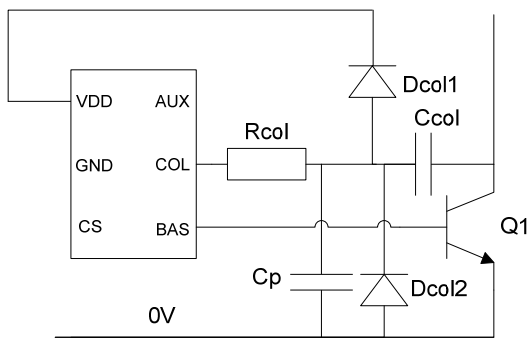 VDD AUX
Dcol1
Rcol
Ccol
GND COL
CS BAS
Q1
Cp
Dcol2
0V